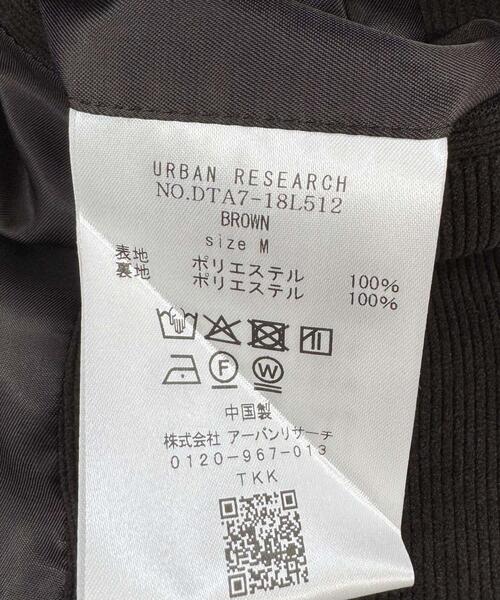 URBAN RESEARCH
NO.DTA7-18L512
BROWN
size M
表地 ポリエステル 100%
裏地 ポリエステル 100%
F
W
中国製
株式会社 アーバンリサーチ
0120-967-013
TKK